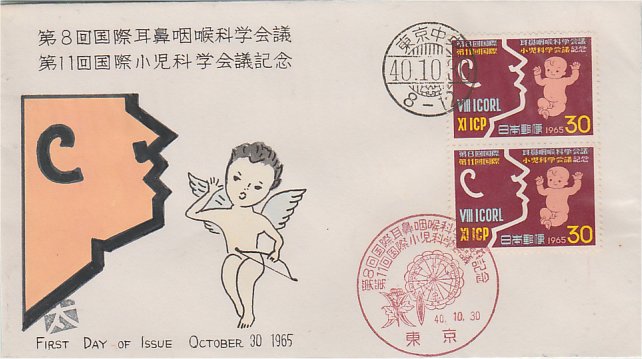 第8回国際耳鼻咽喉科学会議
第11回国際小児科学会議記念
東京中央
40.10.30
8-12
第8回国際 耳鼻咽喉科学会議
第11回国際 小児科学会議 記念
VIII ICORL
XI ICP
日本郵便 1965 30
第8回国際 耳鼻咽喉科学会議
第11回国際 小児科学会議 記念
VIII ICORL
XI ICP
日本郵便 1965 30
第8回国際耳鼻咽喉科
第11回国際小児科学会議記念
40.10.30
東京
FIRST DAY OF ISSUE OCTOBER 30 1965